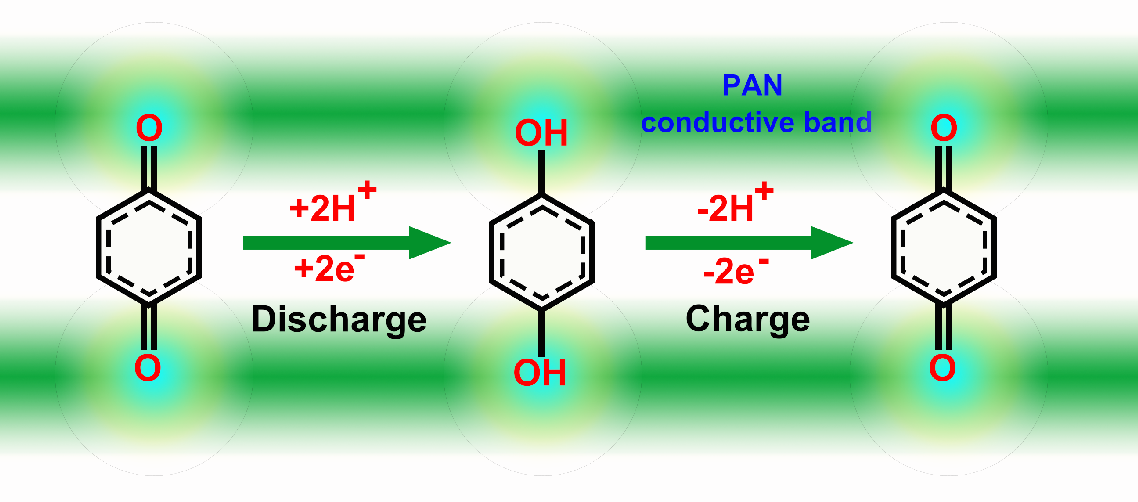 O
OH
PAN
conductive band
O
+2H⁺
+2e⁻
Discharge
-2H⁺
-2e⁻
Charge
O
OH
O